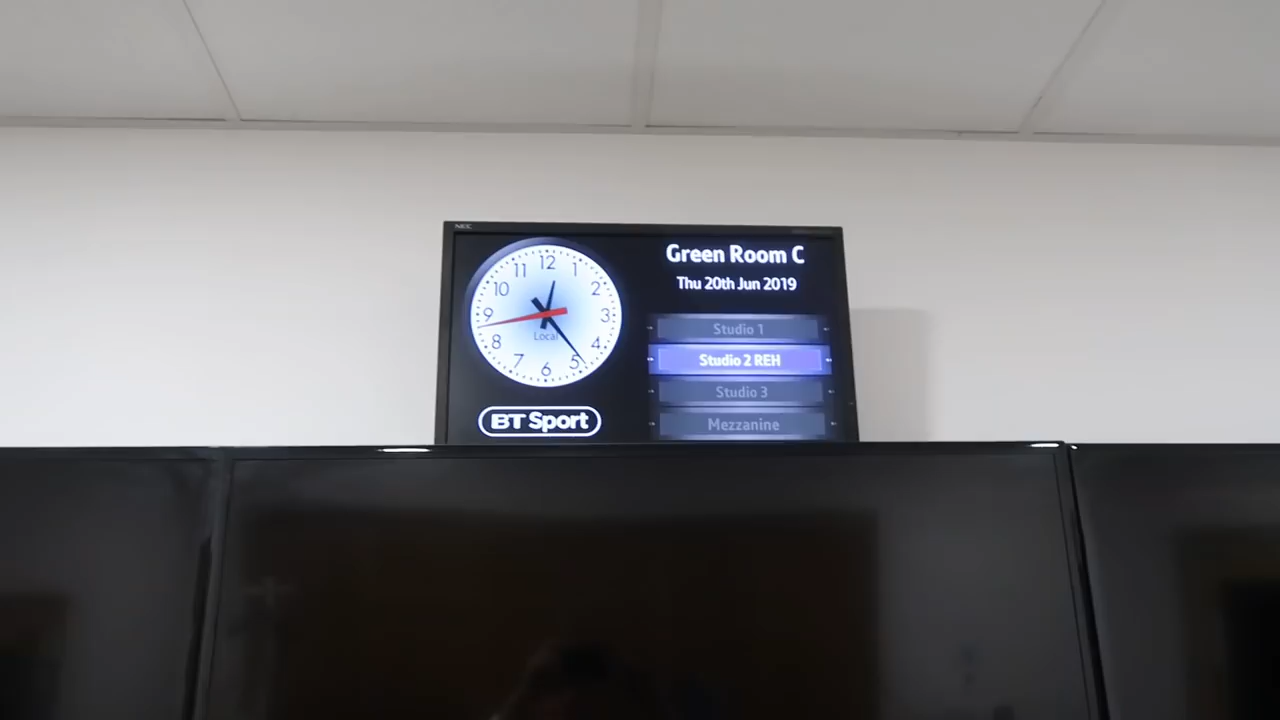 NEC
Green Room C
Thu 20th Jun 2019
12
1
2
3
4
5
6
7
8
9
10
11
Local
Studio 1
Studio 2 REH
Studio 3
Mezzanine
BT Sport